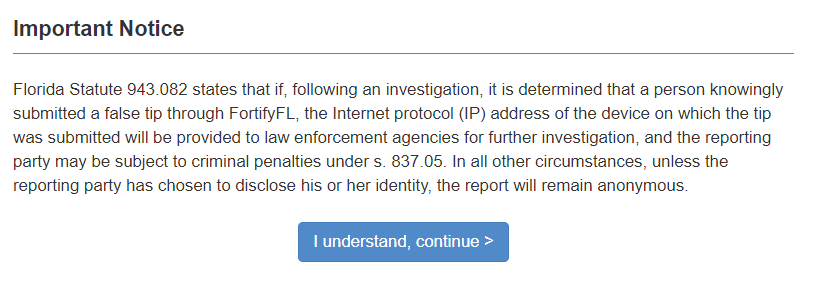 Important Notice
Florida Statute 943.082 states that if, following an investigation, it is determined that a person knowingly
submitted a false tip through FortifyFL, the Internet protocol (IP) address of the device on which the tip
was submitted will be provided to law enforcement agencies for further investigation, and the reporting
party may be subject to criminal penalties under s. 837.05. In all other circumstances, unless the
reporting party has chosen to disclose his or her identity, the report will remain anonymous.
I understand, continue >